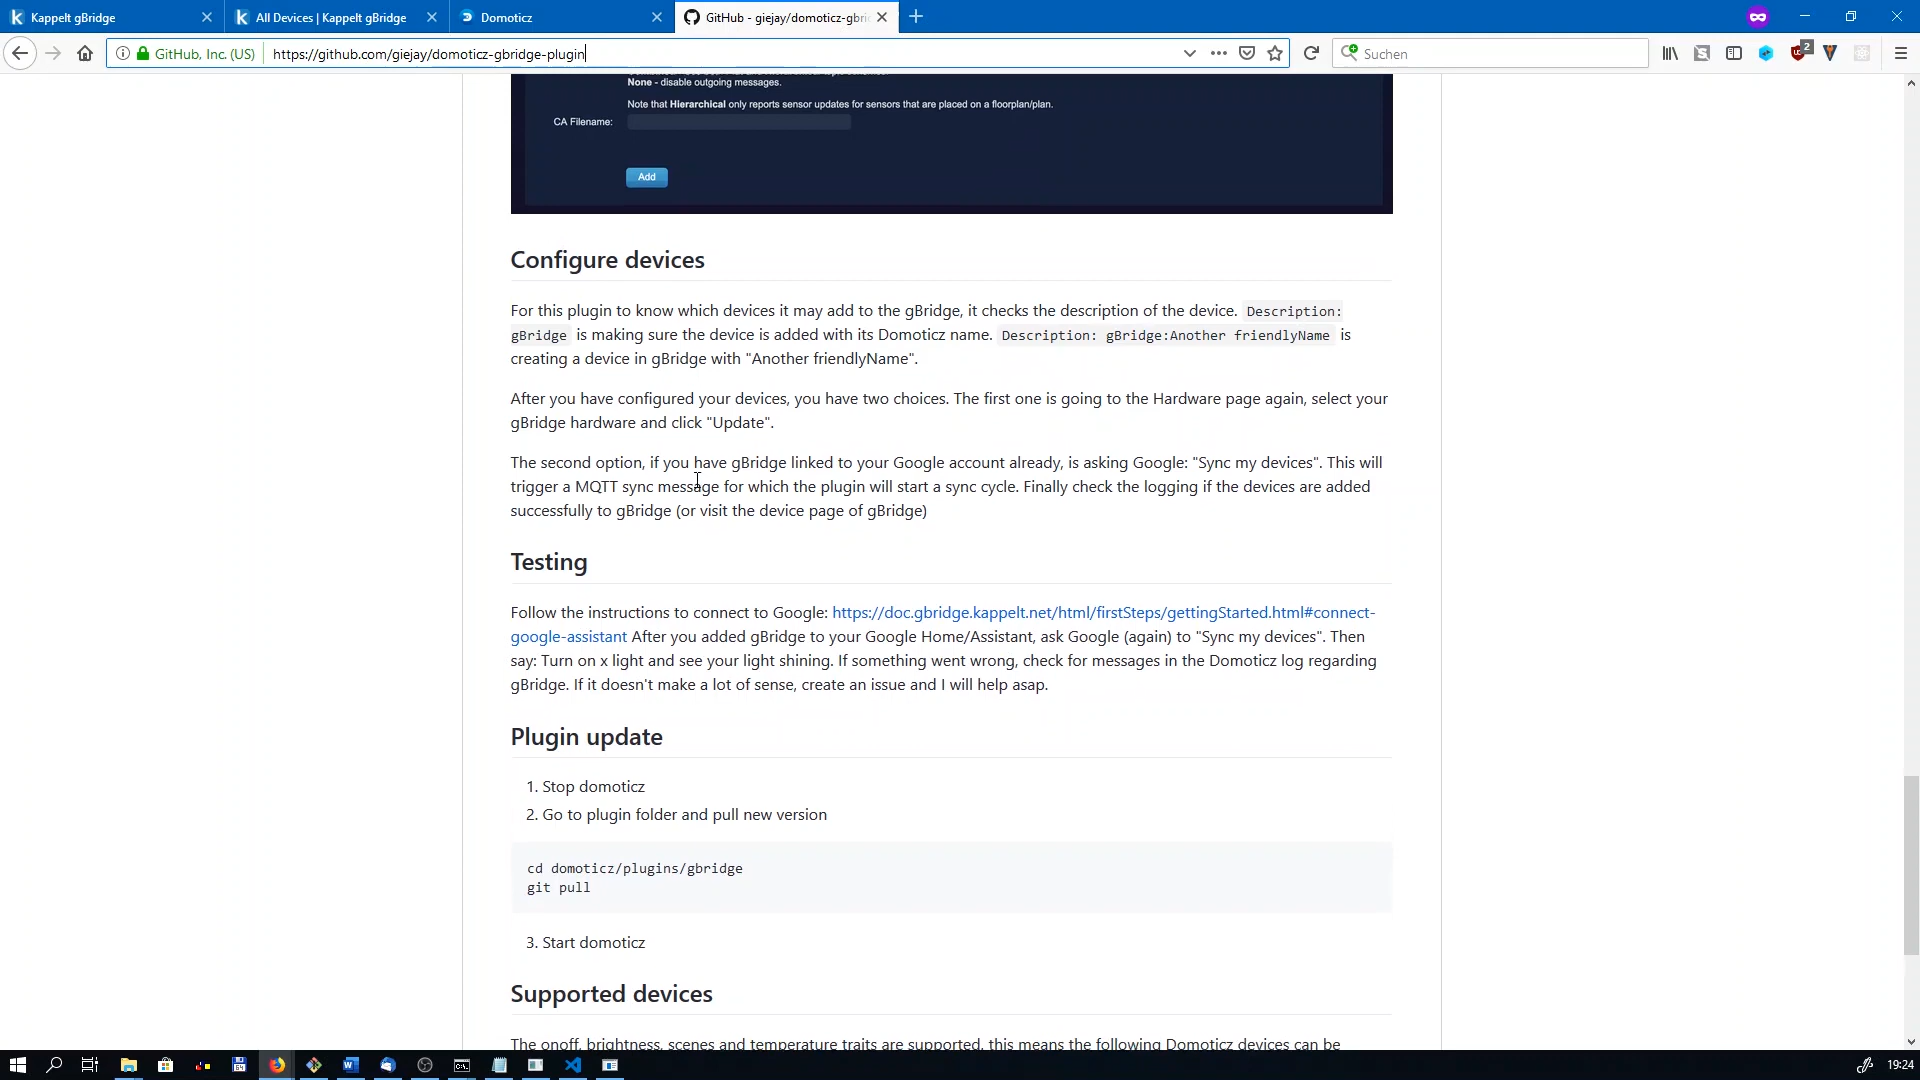 Kappelt gBridge
All Devices | Kappelt gBridge
Domoticz
GitHub - giejay/domoticz-gbri
GitHub, Inc. (US)
https://github.com/giejay/domoticz-gbridge-plugin
Suchen
2
None - disable outgoing messages.
Note that Hierarchical only reports sensor updates for sensors that are placed on a floorplan/plan.
CA Filename:
Add
Configure devices
For this plugin to know which devices it may add to the gBridge, it checks the description of the device. Description:
gBridge is making sure the device is added with its Domoticz name. Description: gBridge:Another friendlyName is
creating a device in gBridge with "Another friendlyName".
After you have configured your devices, you have two choices. The first one is going to the Hardware page again, select your
gBridge hardware and click "Update".
The second option, if you have gBridge linked to your Google account already, is asking Google: "Sync my devices". This will
trigger a MQTT sync message for which the plugin will start a sync cycle. Finally check the logging if the devices are added
successfully to gBridge (or visit the device page of gBridge)
Testing
Follow the instructions to connect to Google: https://doc.gbridge.kappelt.net/html/firstSteps/gettingStarted.html#connect-
google-assistant After you added gBridge to your Google Home/Assistant, ask Google (again) to "Sync my devices". Then
say: Turn on x light and see your light shining. If something went wrong, check for messages in the Domoticz log regarding
gBridge. If it doesn't make a lot of sense, create an issue and I will help asap.
Plugin update
1. Stop domoticz
2. Go to plugin folder and pull new version
cd domoticz/plugins/gbridge
git pull
3. Start domoticz
Supported devices
The onoff, brightness, scenes and temperature traits are supported, this means the following Domoticz devices can be
19:24